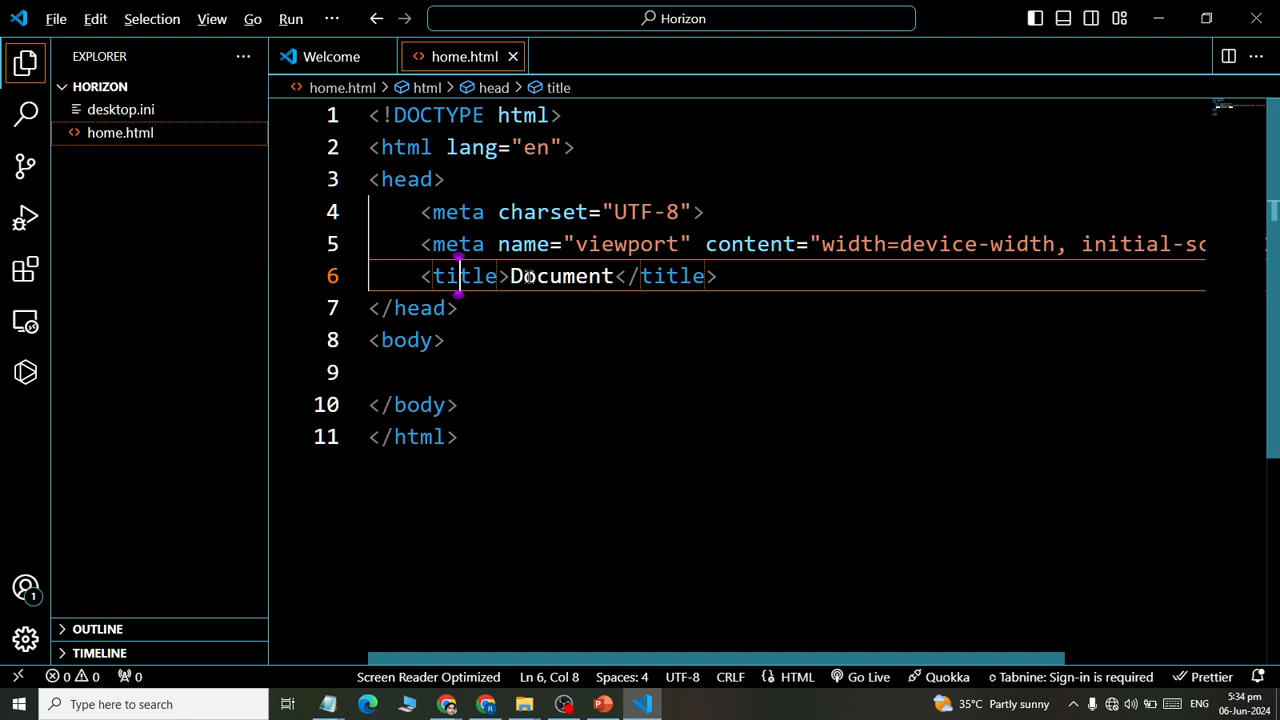 File Edit Selection View Go Run ··· Horizon
EXPLORER ···
Welcome
home.html
HORIZON
desktop.ini
home.html
home.html > html > head > title
1 <!DOCTYPE html>
2 <html lang="en">
3 <head>
4 <meta charset="UTF-8">
5 <meta name="viewport" content="width=device-width, initial-sc
6 <title>Document</title>
7 </head>
8 <body>
9
10 </body>
11 </html>
1
OUTLINE
TIMELINE
0 0 0 Screen Reader Optimized Ln 6, Col 8 Spaces: 4 UTF-8 CRLF HTML Go Live Quokka Tabnine: Sign-in is required Prettier
Type here to search 35°C Partly sunny 5:34 pm
06-Jun-2024